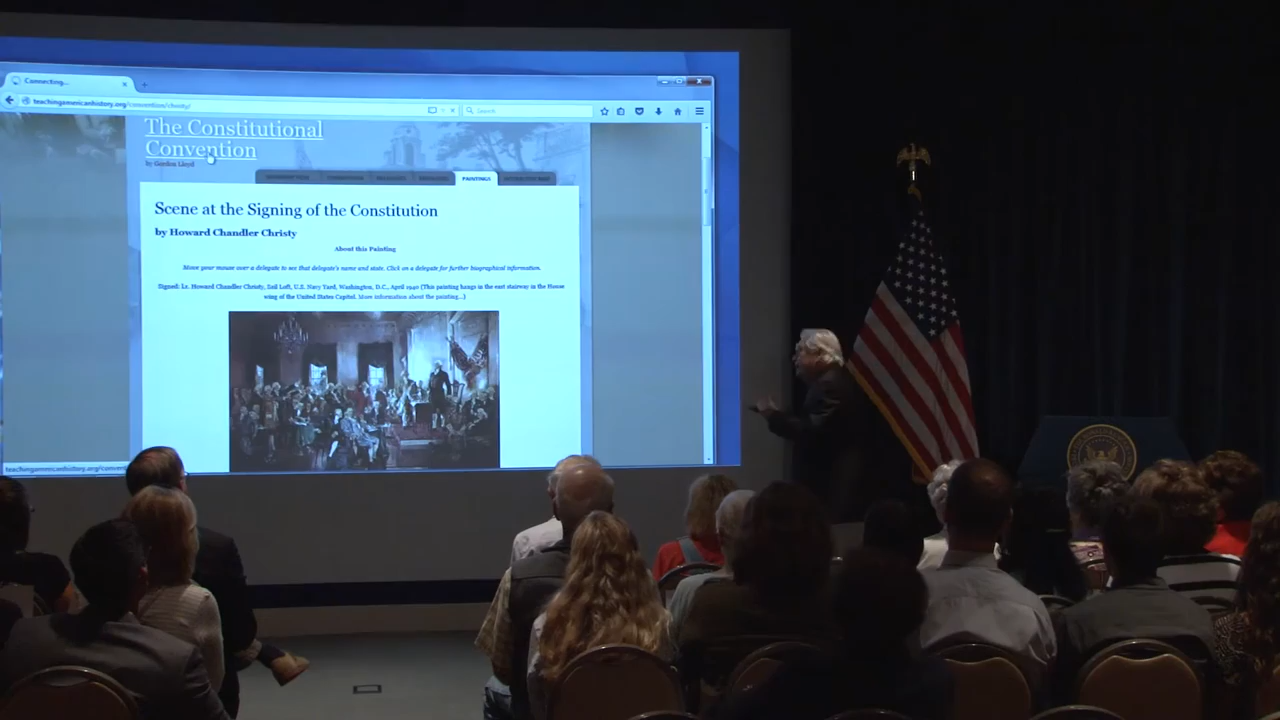 Connecting...
teachingamericanhistory.org/convention/christy/
Search
The Constitutional
Convention
by Gordon Lloyd
PAINTINGS
Scene at the Signing of the Constitution
by Howard Chandler Christy
About this Painting
Move your mouse over a delegate to see that delegate's name and state. Click on a delegate for further biographical information.
Signed: Lt. Howard Chandler Christy, Sail Loft, U.S. Navy Yard, Washington, D.C., April 1940 (This painting hangs in the east stairway in the House
wing of the United States Capitol. More information about the painting...)
teachingamericanhistory.org/convent